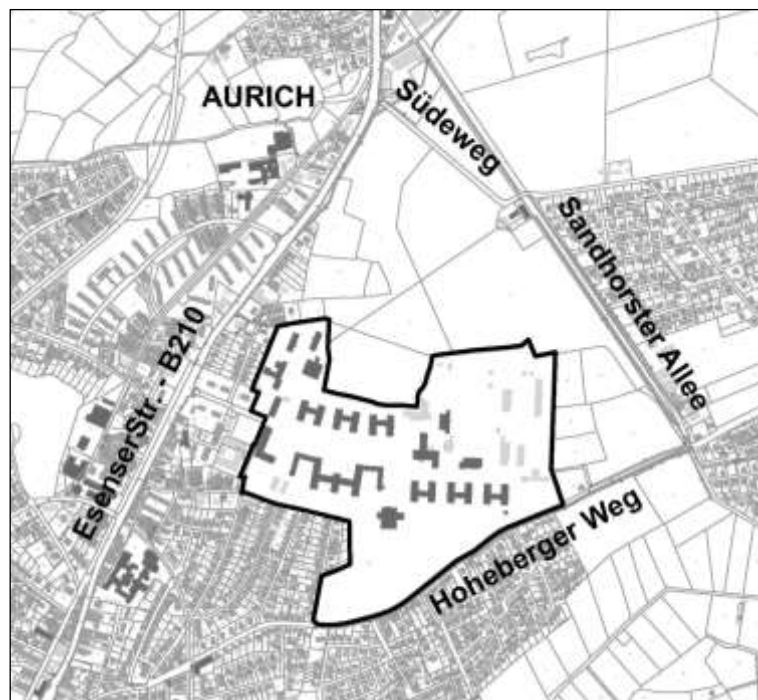 AURICH
Südeweg
Sandhorster Allee
EsenserStr. - B210
Hoheberger Weg